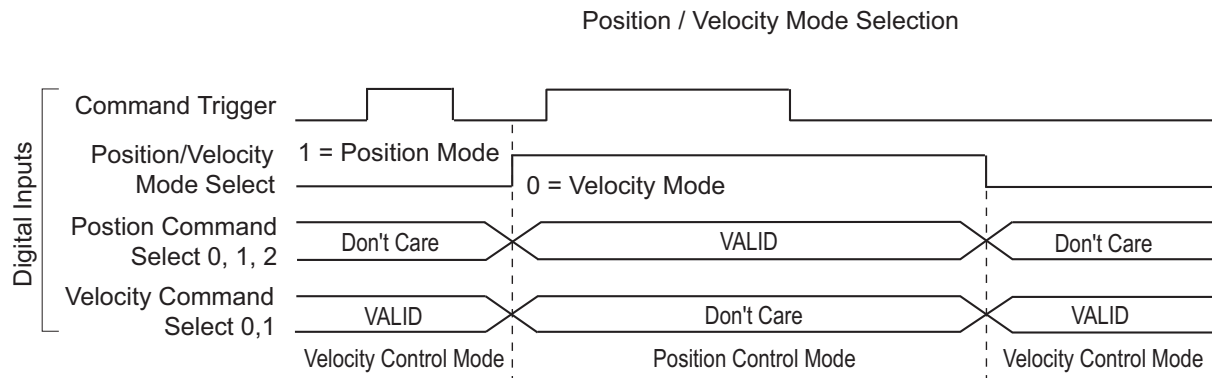 Position / Velocity Mode Selection
Digital Inputs
Command Trigger
Position/Velocity
Mode Select
1 = Position Mode
0 = Velocity Mode
Postion Command
Select 0, 1, 2
Don't Care
VALID
Don't Care
Velocity Command
Select 0,1
VALID
Don't Care
VALID
Velocity Control Mode
Position Control Mode
Velocity Control Mode